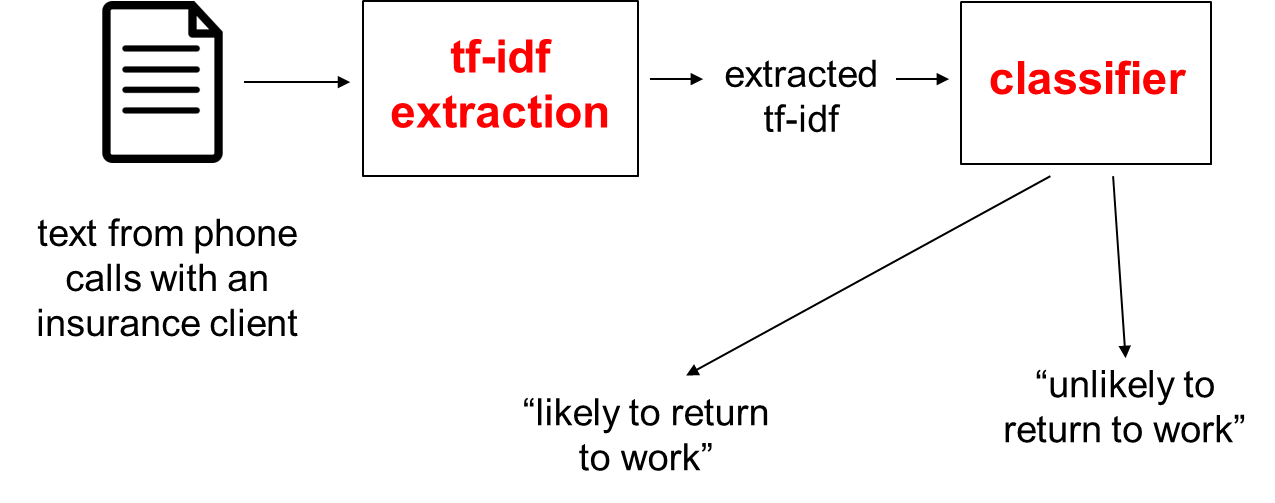 tf-idf
extraction
extracted
tf-idf
classifier
text from phone
calls with an
insurance client
“likely to return
to work”
“unlikely to
return to work”